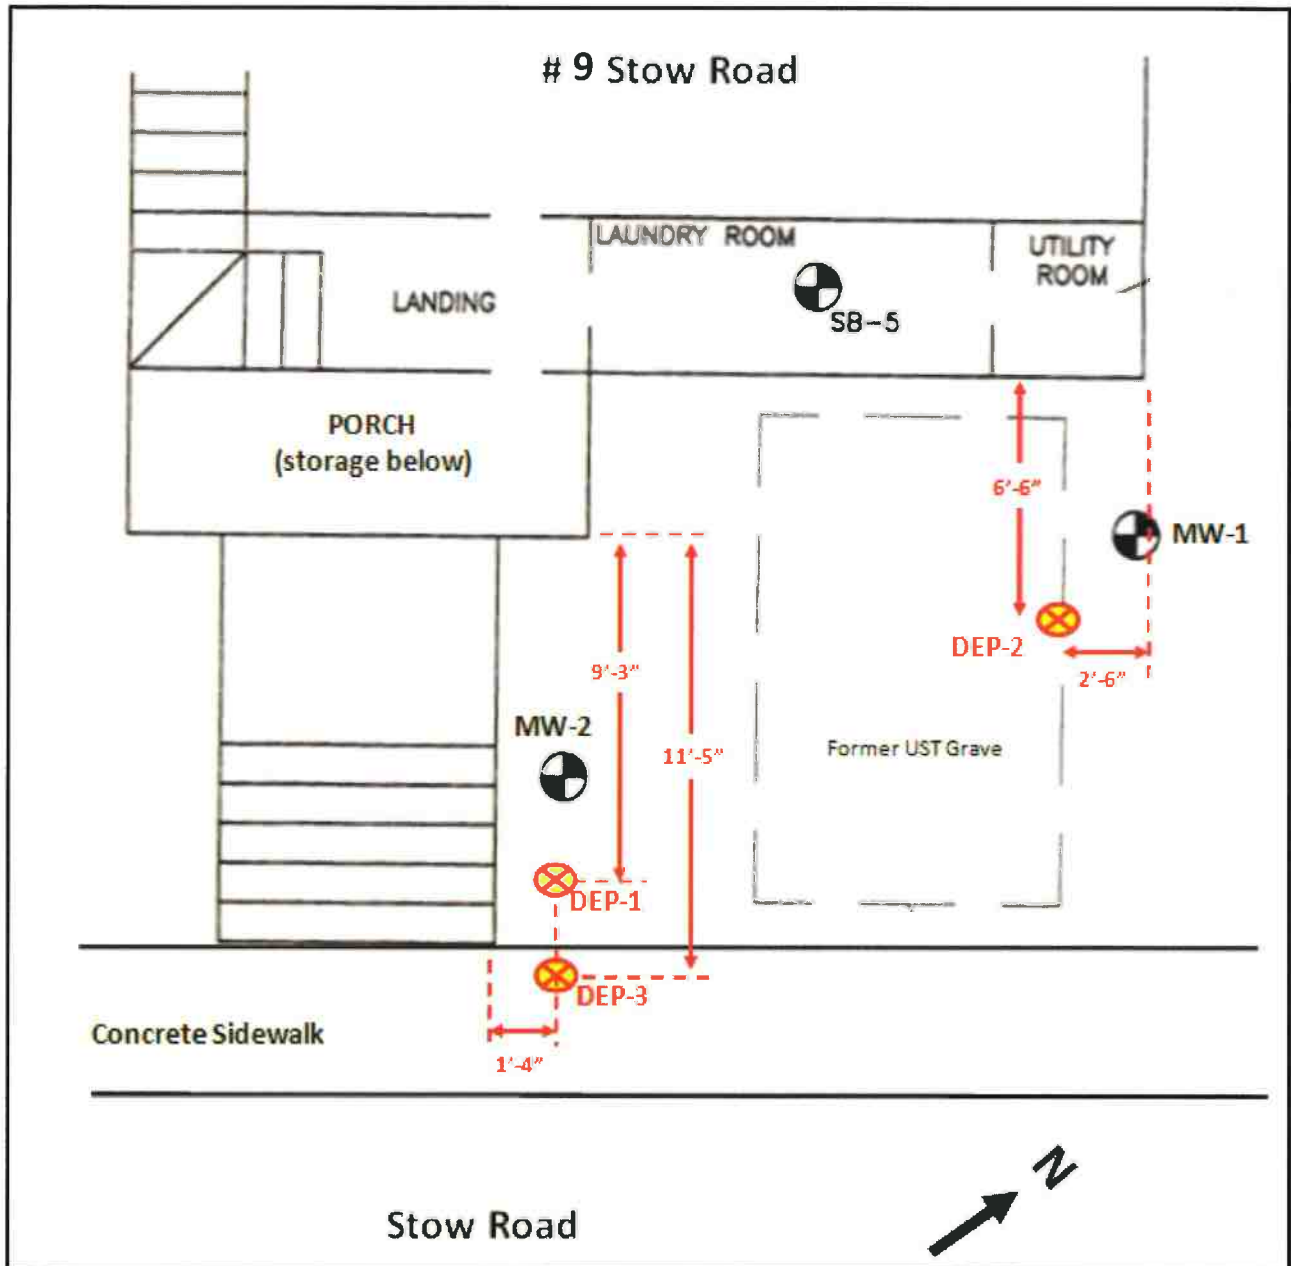 # 9 Stow Road
LAUNDRY ROOM
UTILITY
ROOM
LANDING
SB-5
PORCH
(storage below)
6'-6"
MW-1
DEP-2
2'-6"
9'-3"
MW-2
11'-5"
Former UST Grave
DEP-1
DEP-3
Concrete Sidewalk
1'-4"
N
Stow Road